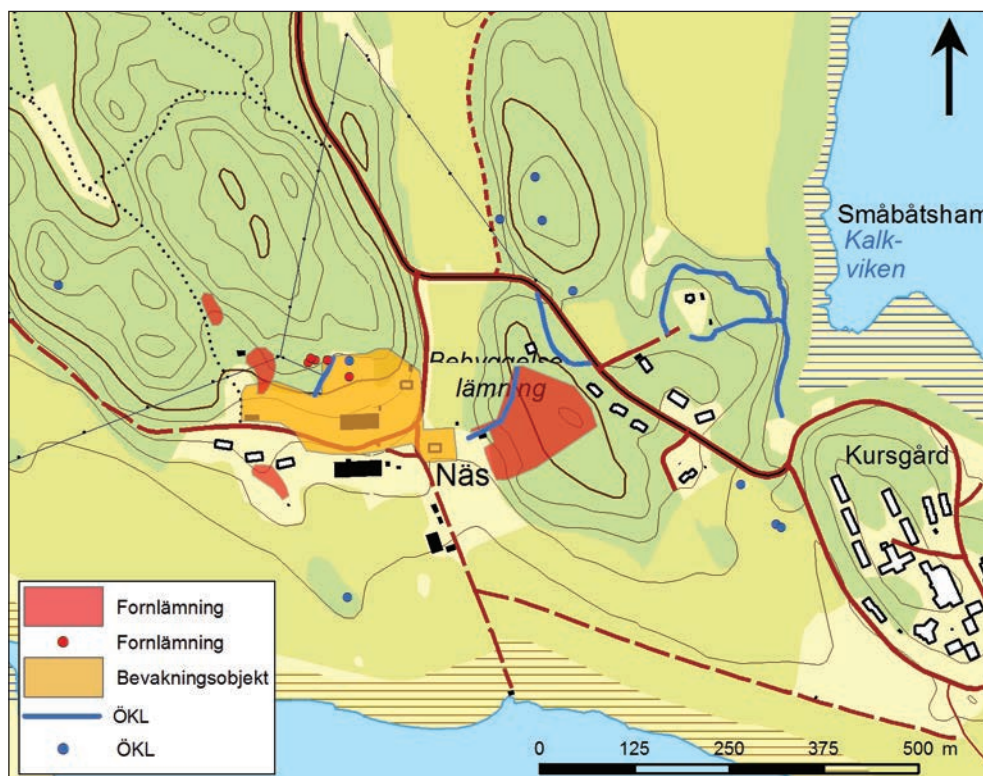 Småbåtsham
Kalk-
viken
Bebyggelse
lämning
Näs
Kursgård
Fornlämning
Fornlämning
Bevakningsobjekt
ÖKL
ÖKL
0 125 250 375 500 m